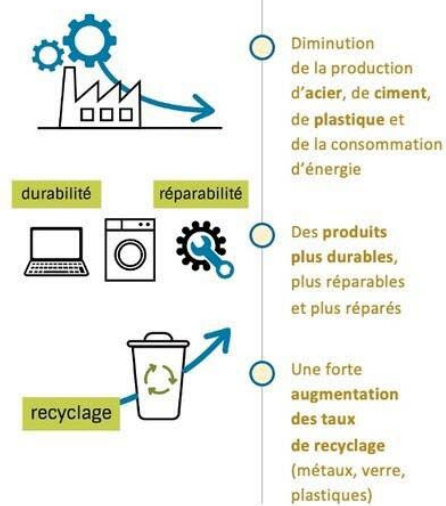 Diminution
de la production
d'acier, de ciment,
de plastique et
de la consommation
d'énergie
durabilité
réparabilité
Des produits
plus durables,
plus réparables
et plus réparés
recyclage
Une forte
augmentation
des taux
de recyclage
(métaux, verre,
plastiques)